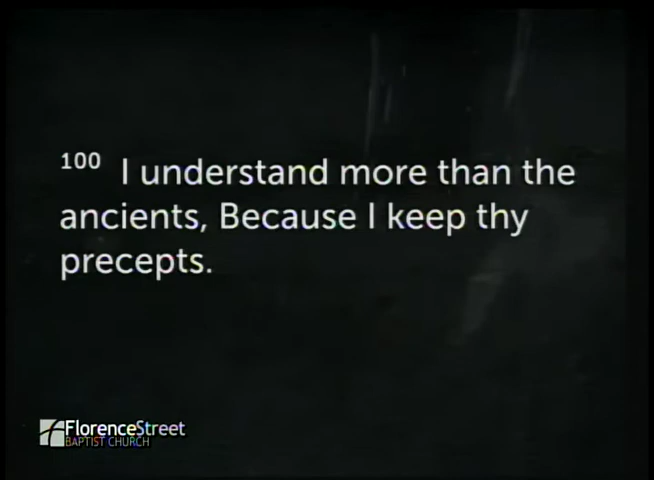 100 I understand more than the
ancients, Because I keep thy
precepts.
FlorenceStreet
BAPTIST CHURCH